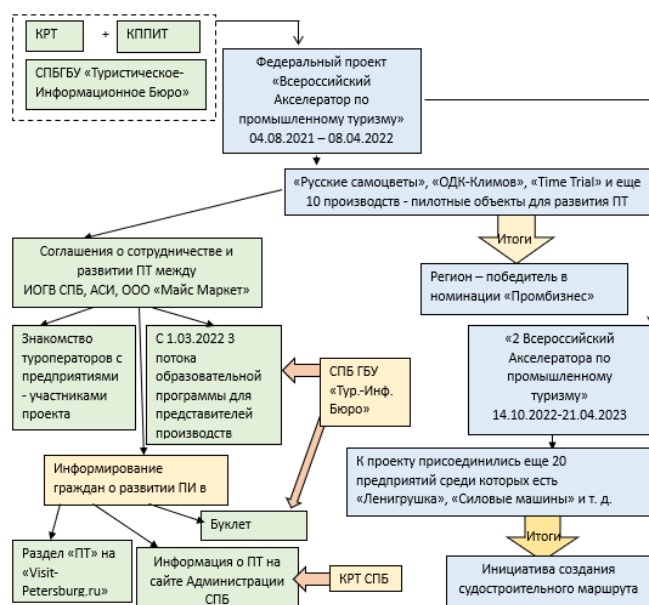 КРТ + КППИТ
СПБГБУ «Туристическое-
Информационное Бюро»
Федеральный проект
«Всероссийский
Акселератор по
промышленному туризму»
04.08.2021 – 08.04.2022
«Русские самоцветы», «ОДК-Климов», «Time Trial» и еще
10 производств - пилотные объекты для развития ПТ
Итоги
Регион – победитель в
номинации «Промбизнес»
Соглашения о сотрудничестве и
развитии ПТ между
ИОГВ СПБ, АСИ, ООО «Майс Маркет»
Знакомство
туроператоров с
предприятиями
- участниками
проекта
С 1.03.2022 3
потока
образовательной
программы для
представителей
производств
СПБ ГБУ
«Тур.-Инф.
Бюро»
«2 Всероссийский
Акселератора по
промышленному
туризму»
14.10.2022-21.04.2023
Информирование
граждан о развитии ПИ в
Буклет
Раздел «ПТ» на
«Visit-
Petersburg.ru»
Информация о ПТ на
сайте Администрации
СПБ
КРТ СПБ
К проекту присоединились еще 20
предприятий среди которых есть
«Ленигрушка», «Силовые машины» и т. д.
Итоги
Инициатива создания
судостроительного маршрута